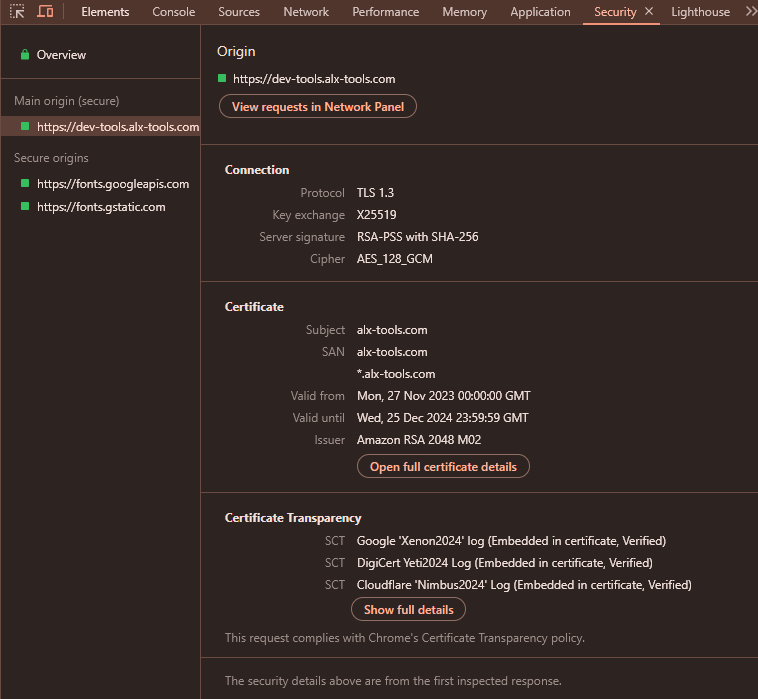 Elements Console Sources Network Performance Memory Application Security Lighthouse
Overview
Main origin (secure)
https://dev-tools.alx-tools.com
Secure origins
https://fonts.googleapis.com
https://fonts.gstatic.com
Origin
https://dev-tools.alx-tools.com
View requests in Network Panel
Connection
Protocol TLS 1.3
Key exchange X25519
Server signature RSA-PSS with SHA-256
Cipher AES_128_GCM
Certificate
Subject alx-tools.com
SAN alx-tools.com
*.alx-tools.com
Valid from Mon, 27 Nov 2023 00:00:00 GMT
Valid until Wed, 25 Dec 2024 23:59:59 GMT
Issuer Amazon RSA 2048 M02
Open full certificate details
Certificate Transparency
SCT Google 'Xenon2024' log (Embedded in certificate, Verified)
SCT DigiCert Yeti2024 Log (Embedded in certificate, Verified)
SCT Cloudflare 'Nimbus2024' Log (Embedded in certificate, Verified)
Show full details
This request complies with Chrome's Certificate Transparency policy.
The security details above are from the first inspected response.